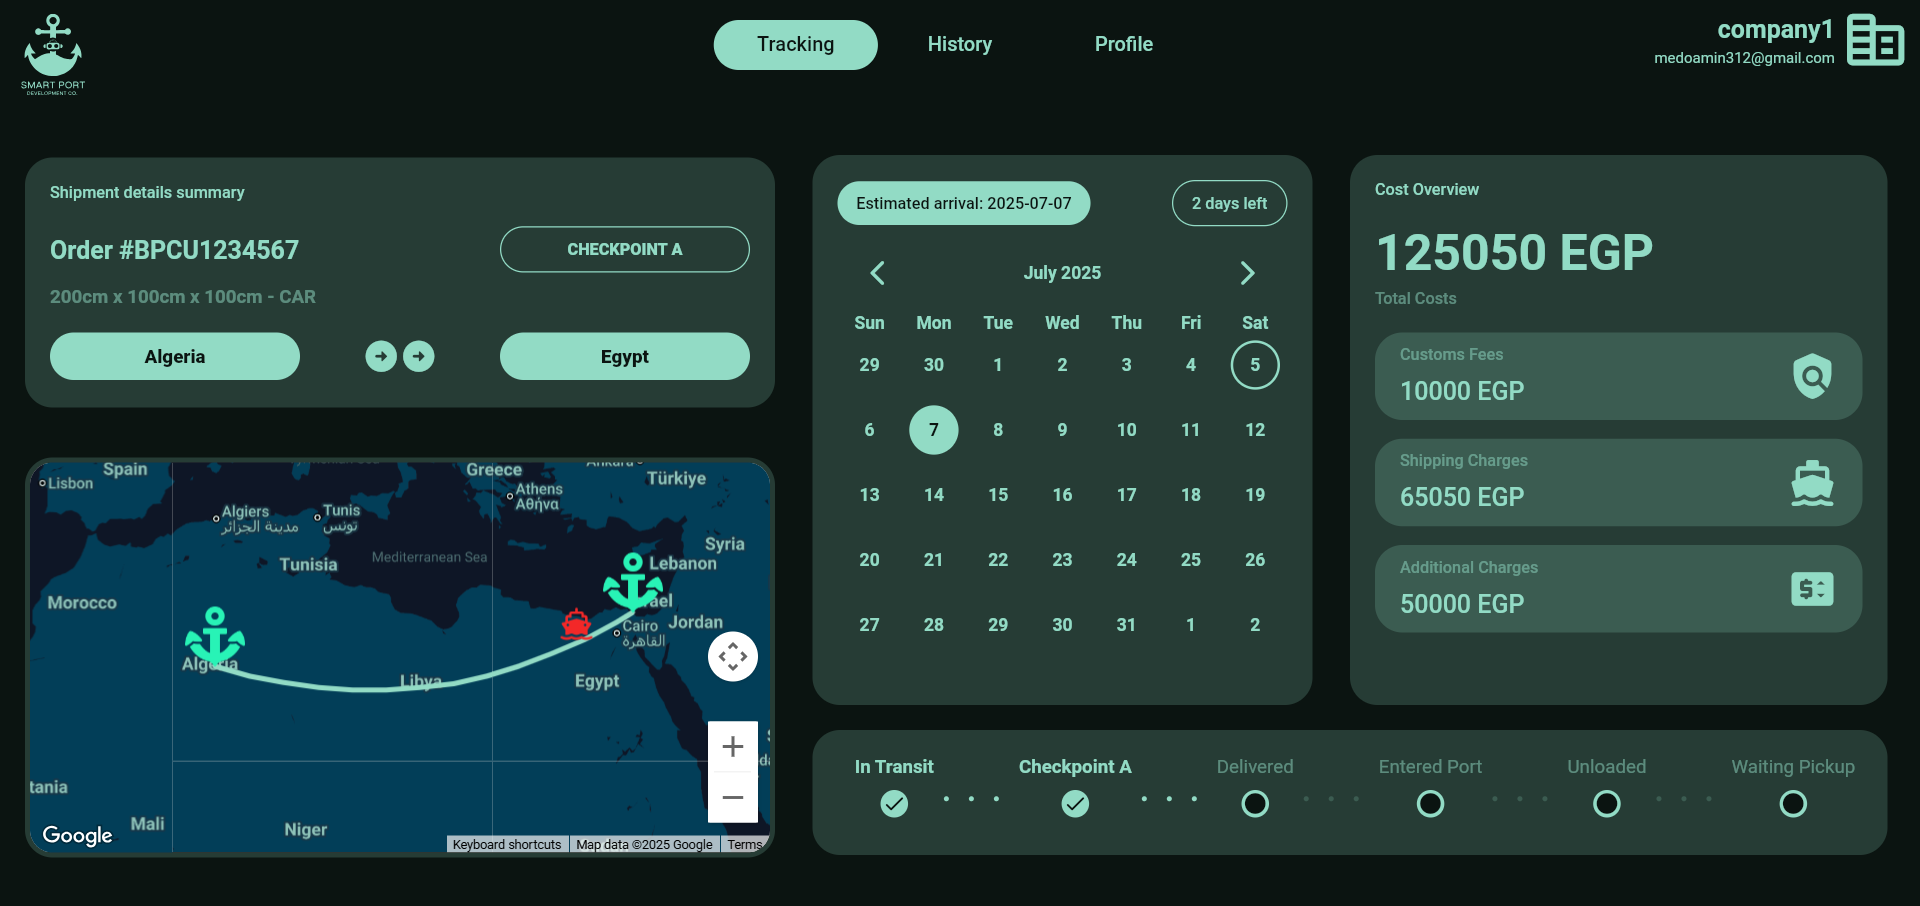 SMART PORT
DEVELOPMENT CO.
Tracking
History
Profile
company1
medoamin312@gmail.com
Shipment details summary
Order #BPCU1234567
CHECKPOINT A
200cm x 100cm x 100cm - CAR
Algeria
Egypt
Spain
Lisbon
Greece
Ankara
Türkiye
Athens
Αθήνα
Algiers
مدينة الجزائر
Tunis
تونس
Tunisia
Mediterranean Sea
Syria
Lebanon
Morocco
ael
Jordan
Cairo
القاهرة
Algeria
Libya
Egypt
tania
Mali
Niger
Google
Keyboard shortcuts
Map data ©2025 Google
Terms
Estimated arrival: 2025-07-07
2 days left
July 2025
Sun Mon Tue Wed Thu Fri Sat
29 30 1 2 3 4 5
6 7 8 9 10 11 12
13 14 15 16 17 18 19
20 21 22 23 24 25 26
27 28 29 30 31 1 2
Cost Overview
125050 EGP
Total Costs
Customs Fees
10000 EGP
Shipping Charges
65050 EGP
Additional Charges
50000 EGP
In Transit
Checkpoint A
Delivered
Entered Port
Unloaded
Waiting Pickup